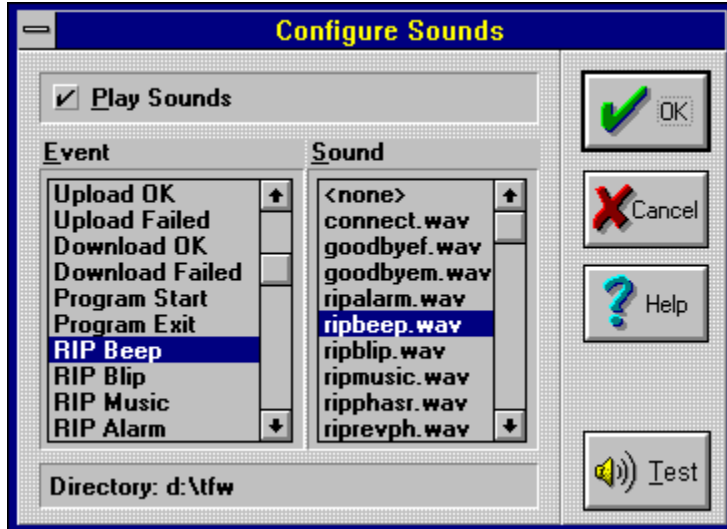 Configure Sounds
Play Sounds
OK
Event
Upload OK
Upload Failed
Download OK
Download Failed
Program Start
Program Exit
RIP Beep
RIP Blip
RIP Music
RIP Alarm
Sound
<none>
connect.wav
goodbyef.wav
goodbyem.wav
ripalarm.wav
ripbeep.wav
ripblip.wav
ripmusic.wav
ripphasr.wav
riprevph.wav
Cancel
Help
Test
Directory: d:\tfw